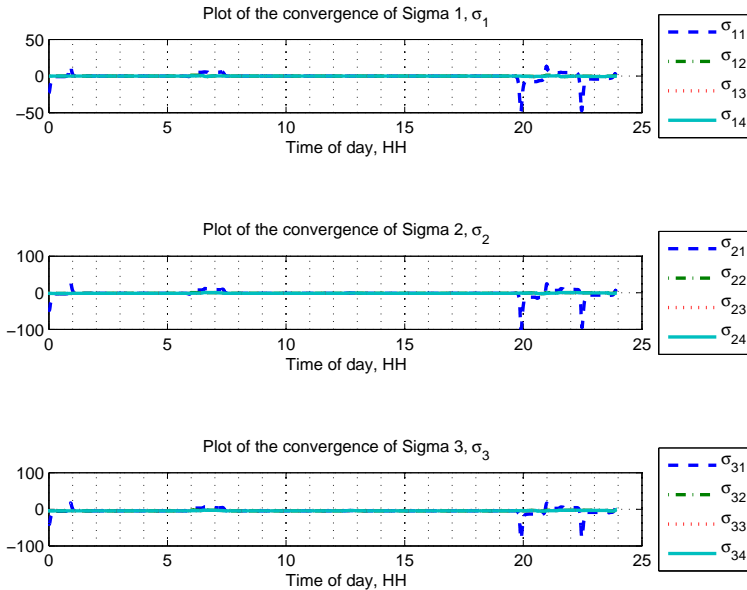 Plot of the convergence of Sigma 1, σ₁
50
0
−50
0 5 10 15 20 25
Time of day, HH
σ₁₁
σ₁₂
σ₁₃
σ₁₄
Plot of the convergence of Sigma 2, σ₂
100
0
−100
0 5 10 15 20 25
Time of day, HH
σ₂₁
σ₂₂
σ₂₃
σ₂₄
Plot of the convergence of Sigma 3, σ₃
100
0
−100
0 5 10 15 20 25
Time of day, HH
σ₃₁
σ₃₂
σ₃₃
σ₃₄